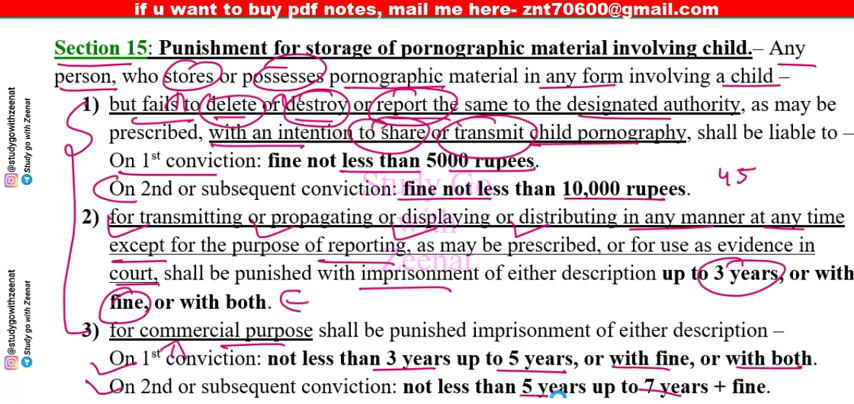 if u want to buy pdf notes, mail me here- znt70600@gmail.com
Section 15: Punishment for storage of pornographic material involving child.– Any
person, who stores or possesses pornographic material in any form involving a child –
1) but fails to delete or destroy or report the same to the designated authority, as may be
prescribed, with an intention to share or transmit child pornography, shall be liable to –
On 1st conviction: fine not less than 5000 rupees.
On 2nd or subsequent conviction: fine not less than 10,000 rupees.
45
2) for transmitting or propagating or displaying or distributing in any manner at any time
except for the purpose of reporting, as may be prescribed, or for use as evidence in
court, shall be punished with imprisonment of either description up to 3 years, or with
fine, or with both.
3) for commercial purpose shall be punished imprisonment of either description –
On 1st conviction: not less than 3 years up to 5 years, or with fine, or with both.
On 2nd or subsequent conviction: not less than 5 years up to 7 years + fine.
@studygowithzeenat
Study go with Zeenat
@studygowithzeenat
Study go with Zeenat
Study Go
with
Zeenat